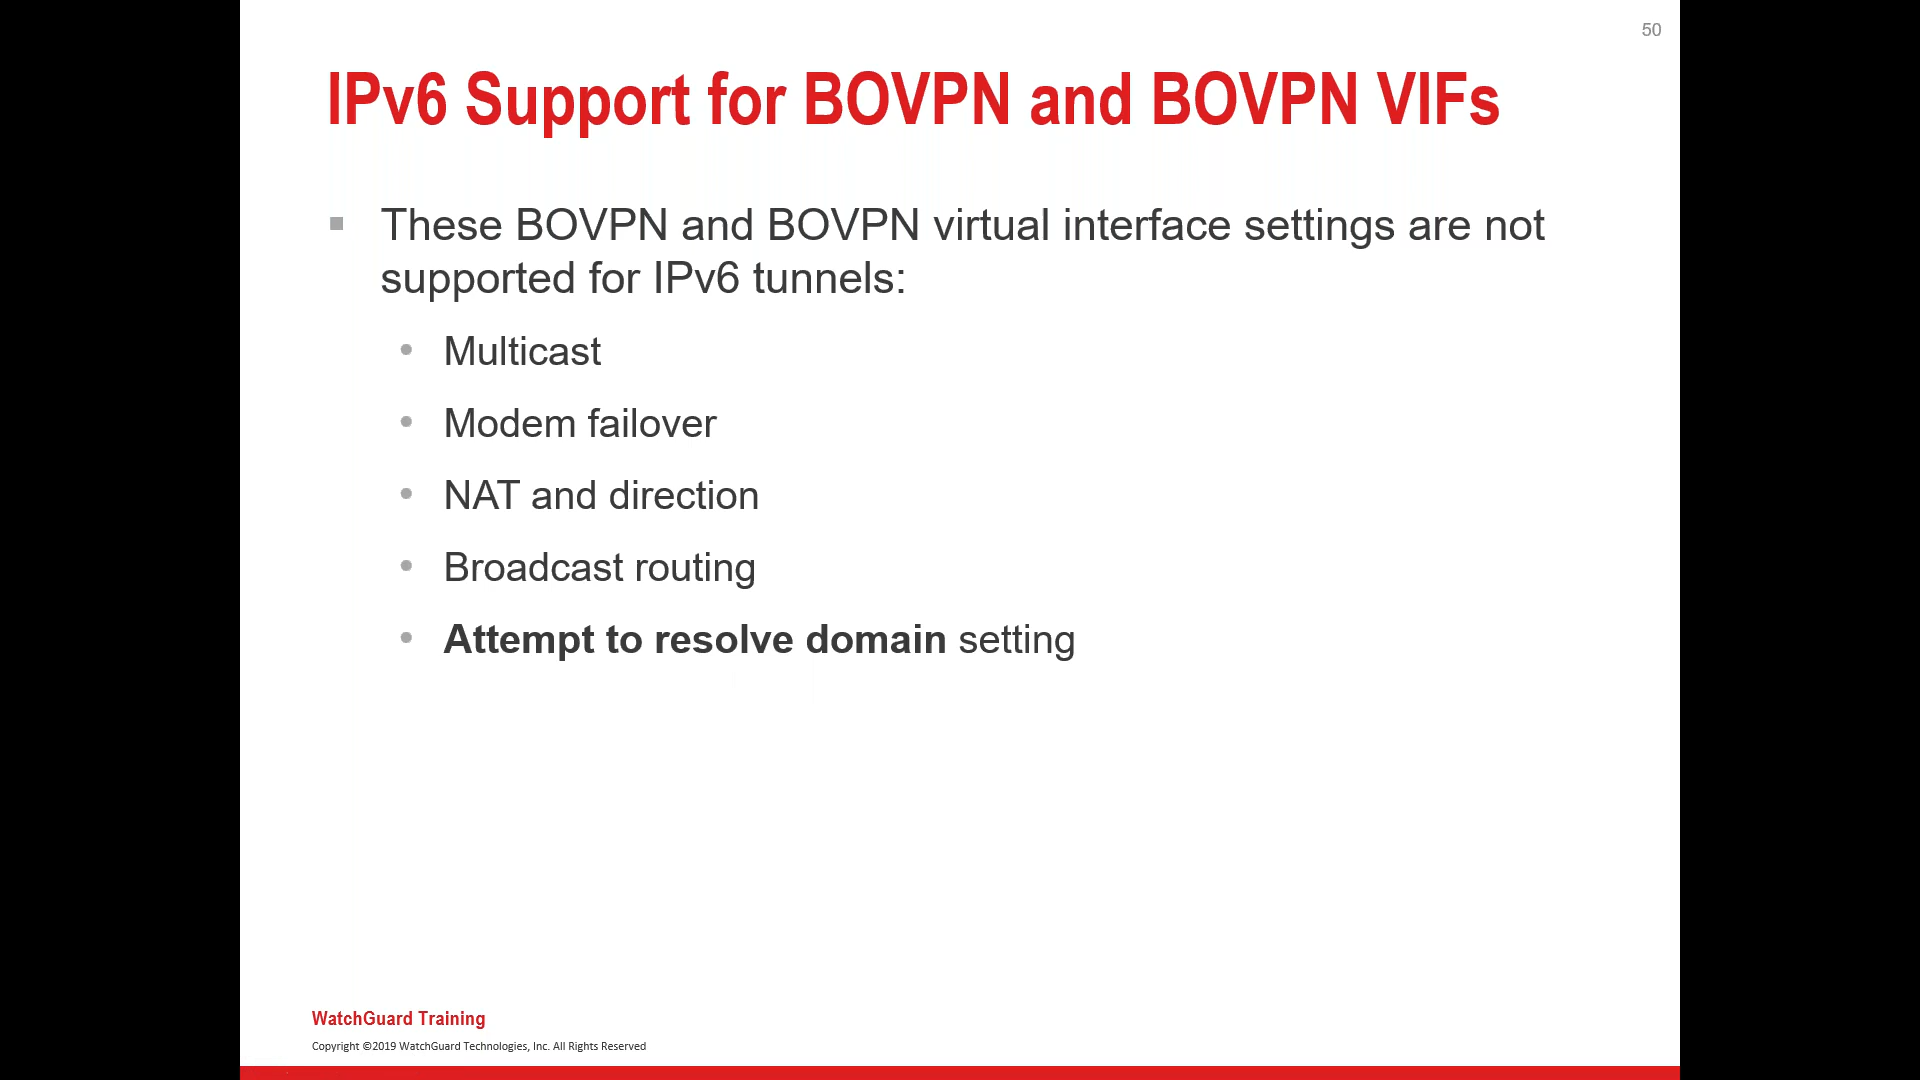 50
IPv6 Support for BOVPN and BOVPN VIFs
These BOVPN and BOVPN virtual interface settings are not
supported for IPv6 tunnels:
Multicast
Modem failover
NAT and direction
Broadcast routing
Attempt to resolve domain setting
WatchGuard Training
Copyright ©2019 WatchGuard Technologies, Inc. All Rights Reserved